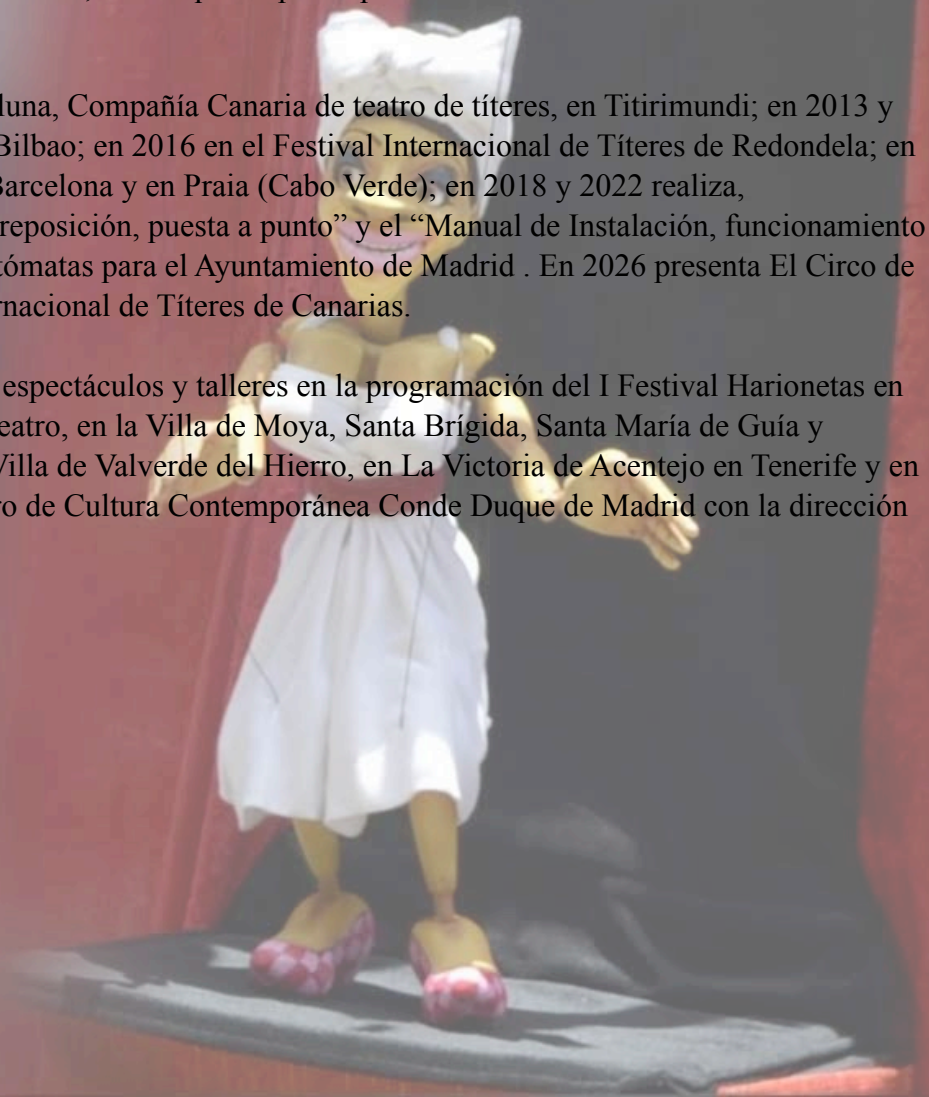 luna, Compañía Canaria de teatro de títeres, en Titirimundi; en 2013 y
Bilbao; en 2016 en el Festival Internacional de Títeres de Redondela; en
Barcelona y en Praia (Cabo Verde); en 2018 y 2022 realiza,
reposición, puesta a punto” y el “Manual de Instalación, funcionamiento
tómatas para el Ayuntamiento de Madrid . En 2026 presenta El Circo de
rnacional de Títeres de Canarias.
espectáculos y talleres en la programación del I Festival Harionetas en
eatro, en la Villa de Moya, Santa Brígida, Santa María de Guía y
Villa de Valverde del Hierro, en La Victoria de Acentejo en Tenerife y en
ro de Cultura Contemporánea Conde Duque de Madrid con la dirección